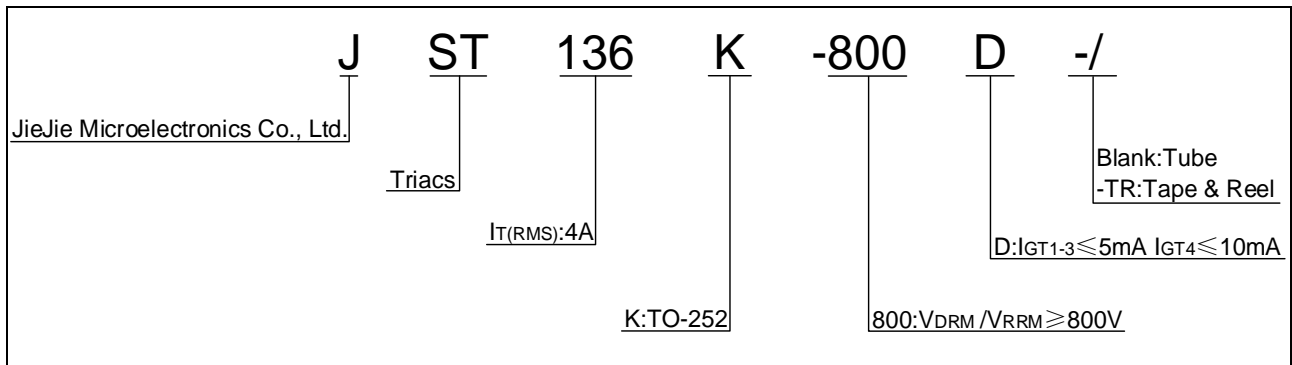 J ST 136 K -800 D -/
JieJie Microelectronics Co., Ltd.
Blank:Tube
Triacs
-TR:Tape & Reel
IT(RMS):4A
D:IGT1-3≤5mA IGT4≤10mA
K:TO-252
800:VDRM /VRRM≥800V